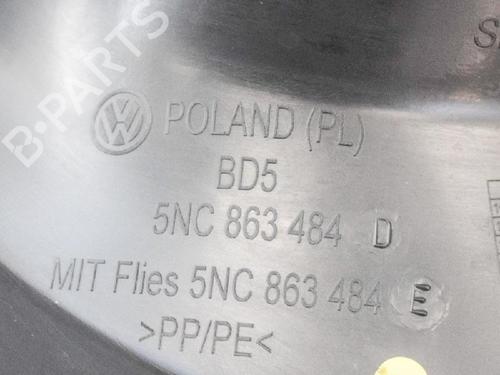 B-PARTS
S
POLAND (PL)
BD5
5NC 863 484 D
MIT Flies 5NC 863 484 E
>PP/PE<